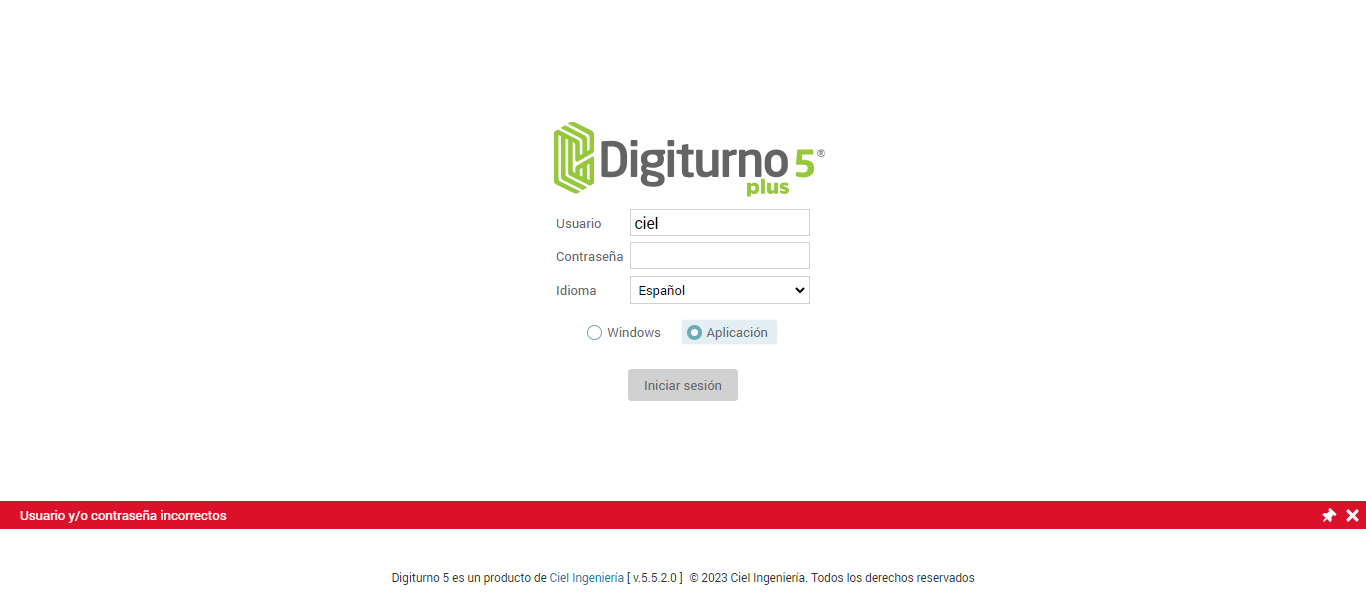 Digiturno 5®
plus
Usuario ciel
Contraseña
Idioma Español
Windows Aplicación
Iniciar sesión
Usuario y/o contraseña incorrectos
Digiturno 5 es un producto de Ciel Ingeniería [ v.5.5.2.0 ] © 2023 Ciel Ingeniería. Todos los derechos reservados